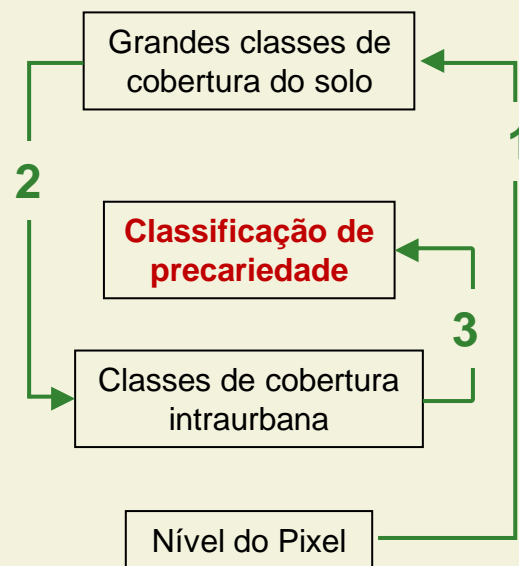 Grandes classes de
cobertura do solo
1
2
Classificação de
precariedade
3
Classes de cobertura
intraurbana
Nível do Pixel